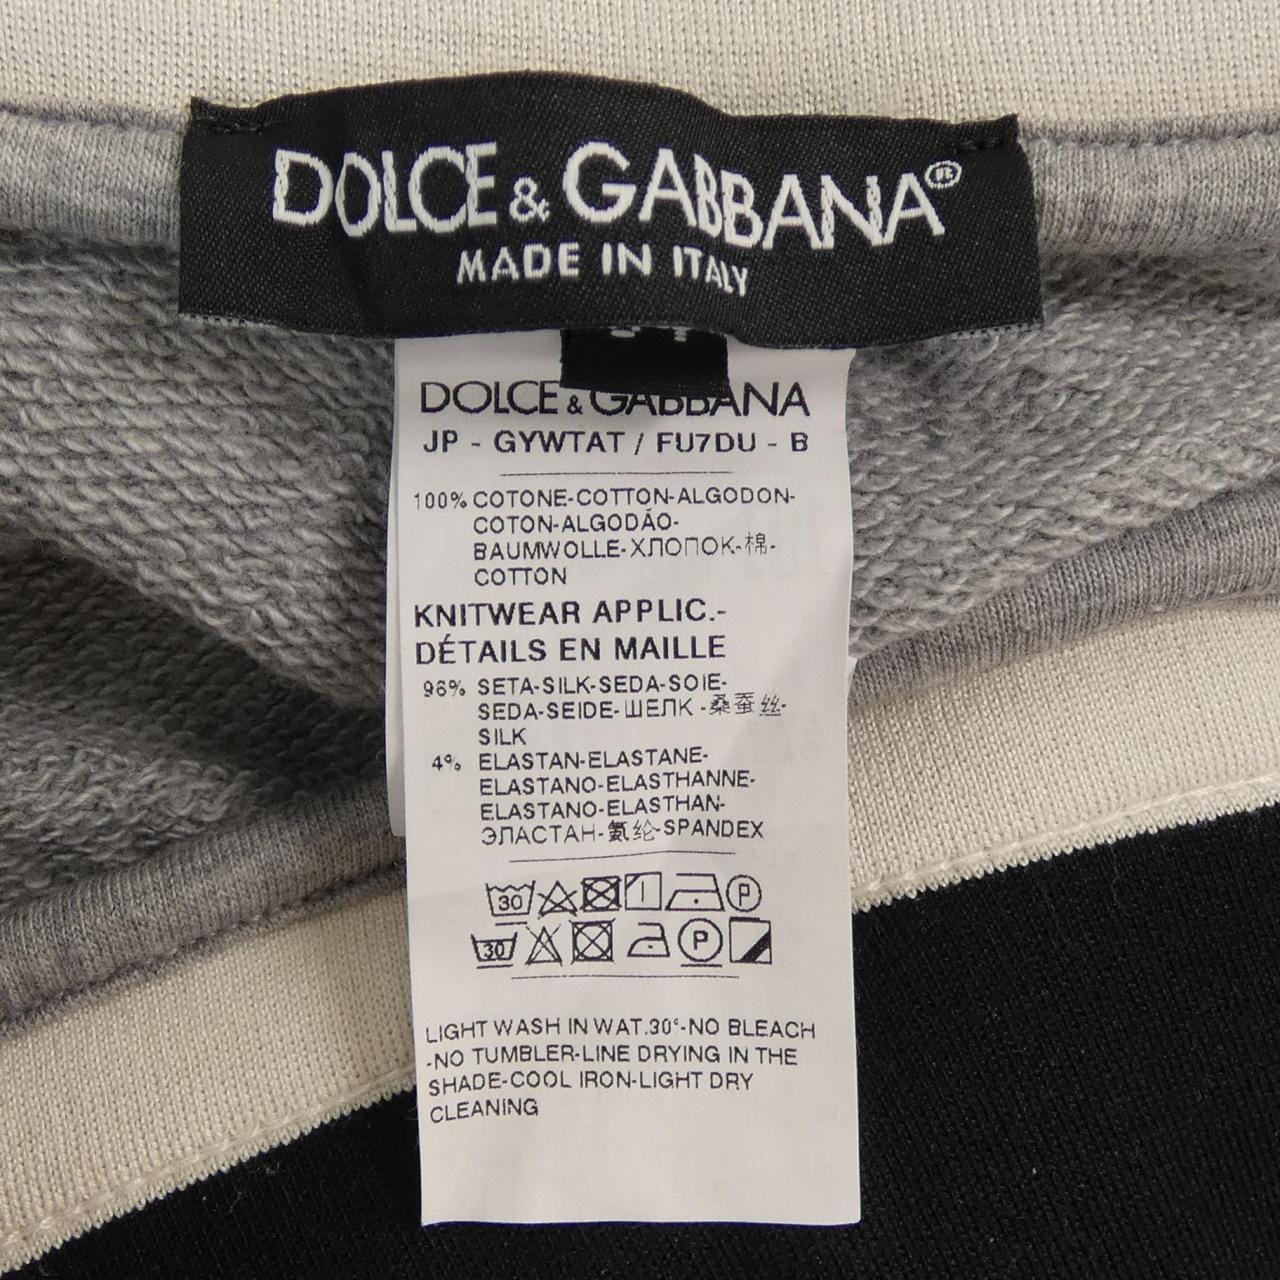 DOLCE & GABBANA®
MADE IN ITALY
DOLCE & GABBANA
JP - GYWTAT / FU7DU - B
100% COTONE-COTTON-ALGODON-
COTON-ALGODÃO-
BAUMWOLLE-ХЛОПОК-棉-
COTTON
KNITWEAR APPLIC.-
DÉTAILS EN MAILLE
96% SETA-SILK-SEDA-SOIE-
SEDA-SEIDE-ШЕЛК -桑蚕丝-
SILK
4% ELASTAN-ELASTANE-
ELASTANO-ELASTHANNE-
ELASTANO-ELASTHAN-
ЭЛАСТАН-氨纶-SPANDEX
30 P
30 P
LIGHT WASH IN WAT.30°-NO BLEACH
-NO TUMBLER-LINE DRYING IN THE
SHADE-COOL IRON-LIGHT DRY
CLEANING